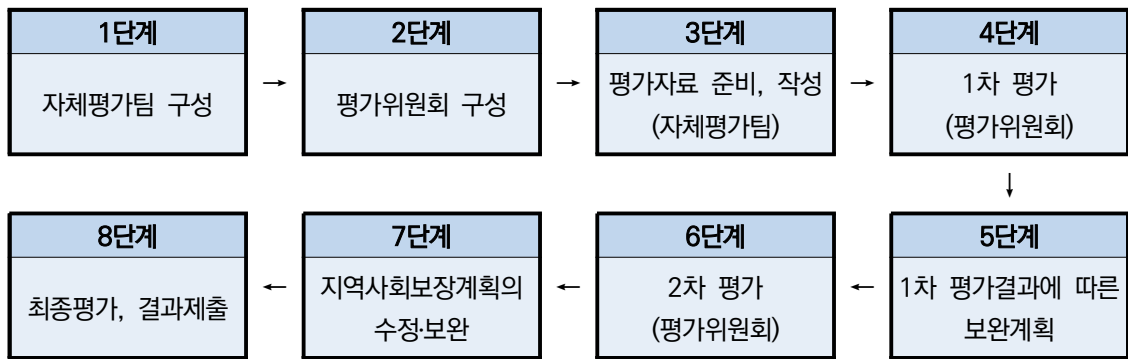 1단계
자체평가팀 구성
→
2단계
평가위원회 구성
→
3단계
평가자료 준비, 작성
(자체평가팀)
→
4단계
1차 평가
(평가위원회)
↓
5단계
1차 평가결과에 따른
보완계획
←
6단계
2차 평가
(평가위원회)
←
7단계
지역사회보장계획의
수정·보완
←
8단계
최종평가, 결과제출